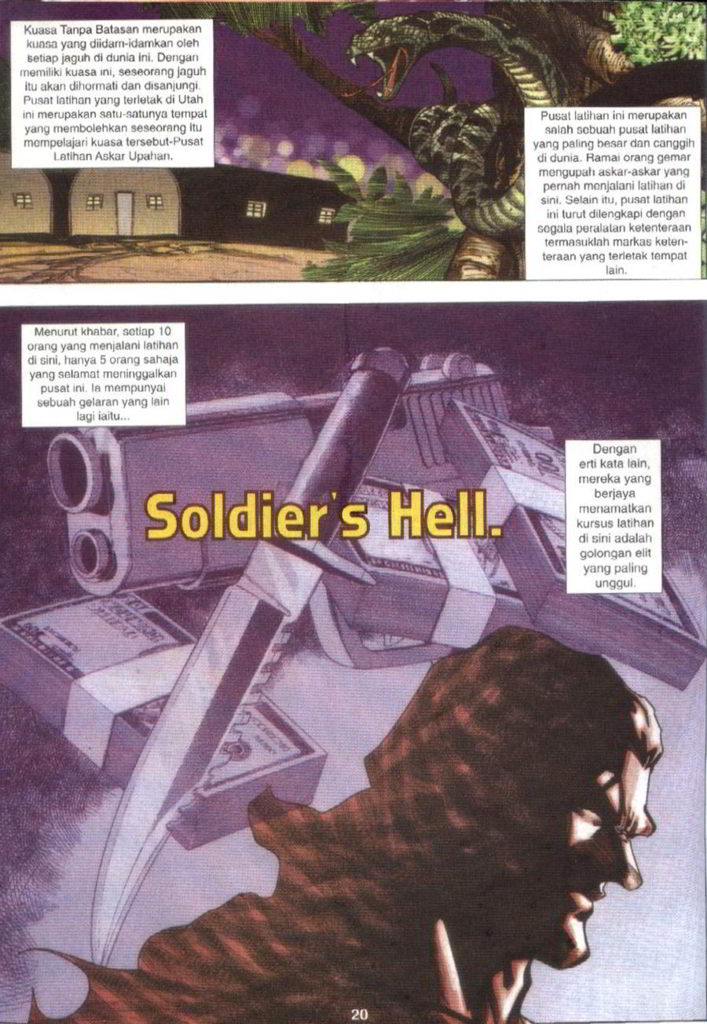 Kuasa Tanpa Batasan merupakan
kuasa yang diidam-idamkan oleh
setiap jaguh di dunia ini. Dengan
memiliki kuasa ini, seseorang jaguh
itu akan dihormati dan disanjungi.
Pusat latihan yang terletak di Utah
ini merupakan satu-satunya tempat
yang membolehkan seseorang itu
mempelajari kuasa tersebut-Pusat
Latihan Askar Upahan.
Pusat latihan ini merupakan
salah sebuah pusat latihan
yang paling besar dan canggih
di dunia. Ramai orang gemar
mengupah askar-askar yang
pernah menjalani latihan di
sini. Selain itu, pusat latihan
ini turut dilengkapi dengan
segala peralatan ketenteraan
termasuklah markas keten-
teraan yang terletak tempat
lain.
Menurut khabar, setiap 10
orang yang menjalani latihan
di sini, hanya 5 orang sahaja
yang selamat meninggalkan
pusat ini. Ia mempunyai
sebuah gelaran yang lain
lagi iaitu...
Dengan
erti kata lain,
mereka yang
berjaya
menamatkan
kursus latihan
di sini adalah
golongan elit
yang paling
unggul.
Soldier's Hell.
20